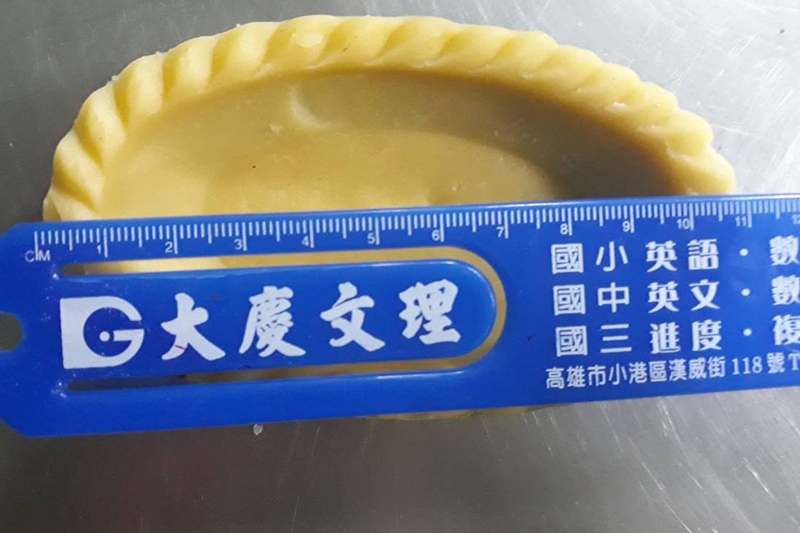 1 2 3 4 5 6 7 8 9 10 11 12
CM
G 大慶文理
國小英語·數
國中英文·數
國三進度·複
高雄市小港區漢威街118號T